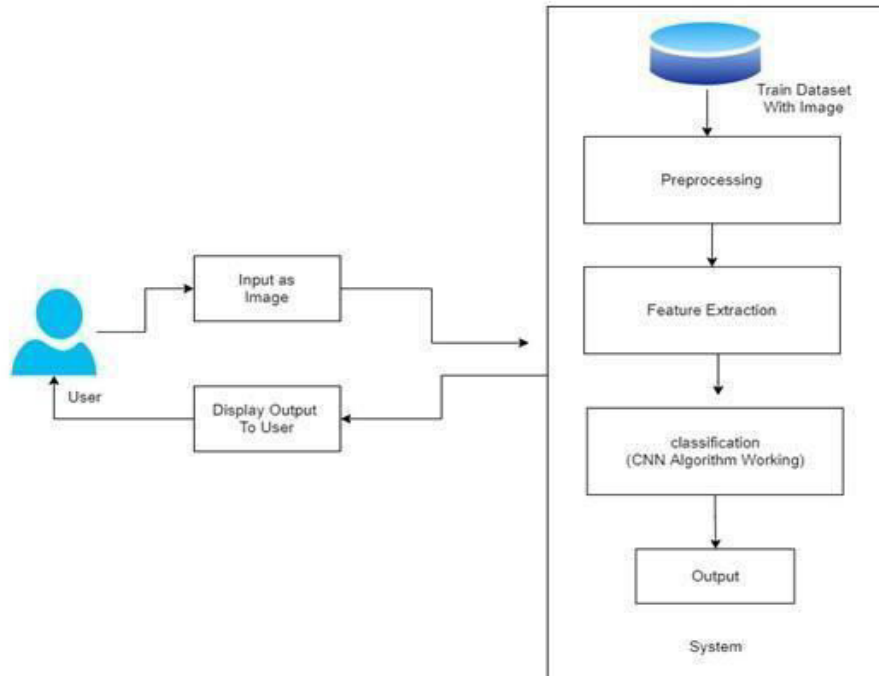 Train Dataset
With Image
Preprocessing
Input as
Image
Feature Extraction
User
Display Output
To User
classification
(CNN Algorithm Working)
Output
System